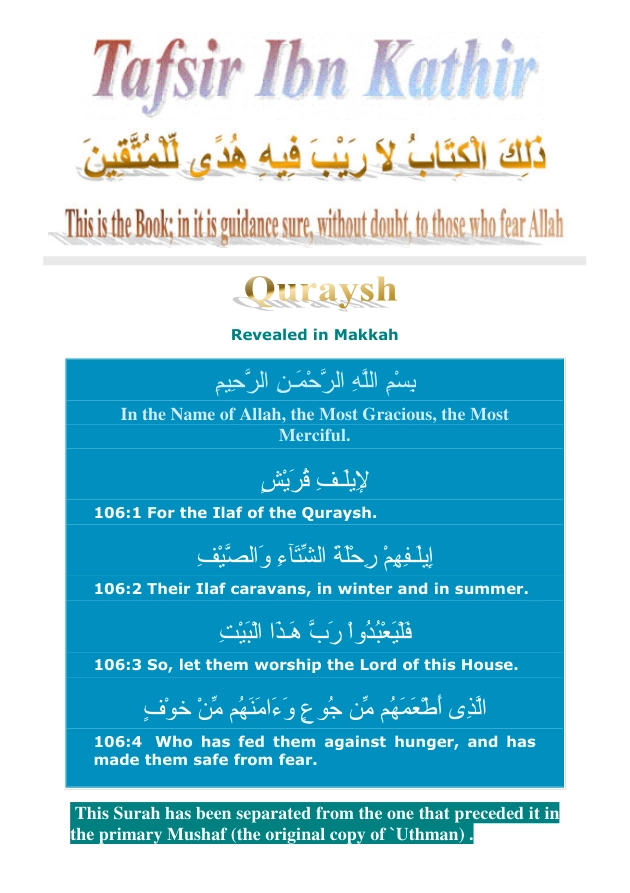 Tafsir Ibn Kathir
ذَلِكَ الْكِتَابُ لاَ رَيْبَ فِيهِ هُدًى لِّلْمُتَّقِينَ
This is the Book; in it is guidance sure, without doubt, to those who fear Allah
Quraysh
Revealed in Makkah
بِسْمِ اللَّهِ الرَّحْمَـنِ الرَّحِيمِ
In the Name of Allah, the Most Gracious, the Most
Merciful.
لإِيلَـفِ قُرَيْشٍ
106:1 For the Ilaf of the Quraysh.
إِيلَـفِهِمْ رِحْلَةَ الشِّتَآءِ وَالصَّيْفِ
106:2 Their Ilaf caravans, in winter and in summer.
فَلْيَعْبُدُواْ رَبَّ هَـذَا الْبَيْتِ
106:3 So, let them worship the Lord of this House.
الَّذِى أَطْعَمَهُم مِّن جُوعٍ وَءَامَنَهُم مِّنْ خوْفٍ
106:4 Who has fed them against hunger, and has
made them safe from fear.
This Surah has been separated from the one that preceded it in
the primary Mushaf (the original copy of `Uthman) .